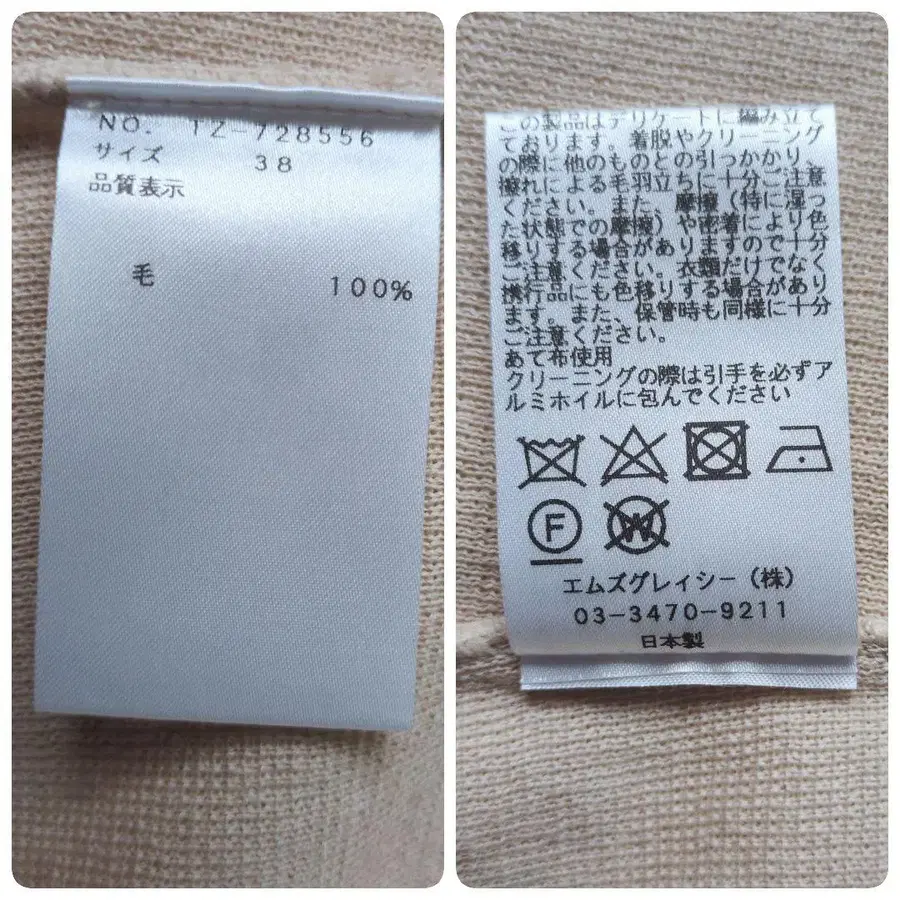 NO. TZ-728556
サイズ 38
品質表示
毛 100%
この製品はデリケートに編み立て
ております。着脱やクリーニング
の際に他のものとの引っかかり、
擦れによる毛羽立ちに十分ご注意
ください。また、摩擦（特に湿っ
た状態での摩擦）や密着により色
移りする場合がありますので十分
ご注意ください。衣類だけでなく
携行品にも色移りする場合があり
ます。また、保管時も同様に十分
ご注意ください。
あて布使用
クリーニングの際は引手を必ずア
ルミホイルに包んでください
F
W
エムズグレイシー（株）
03-3470-9211
日本製